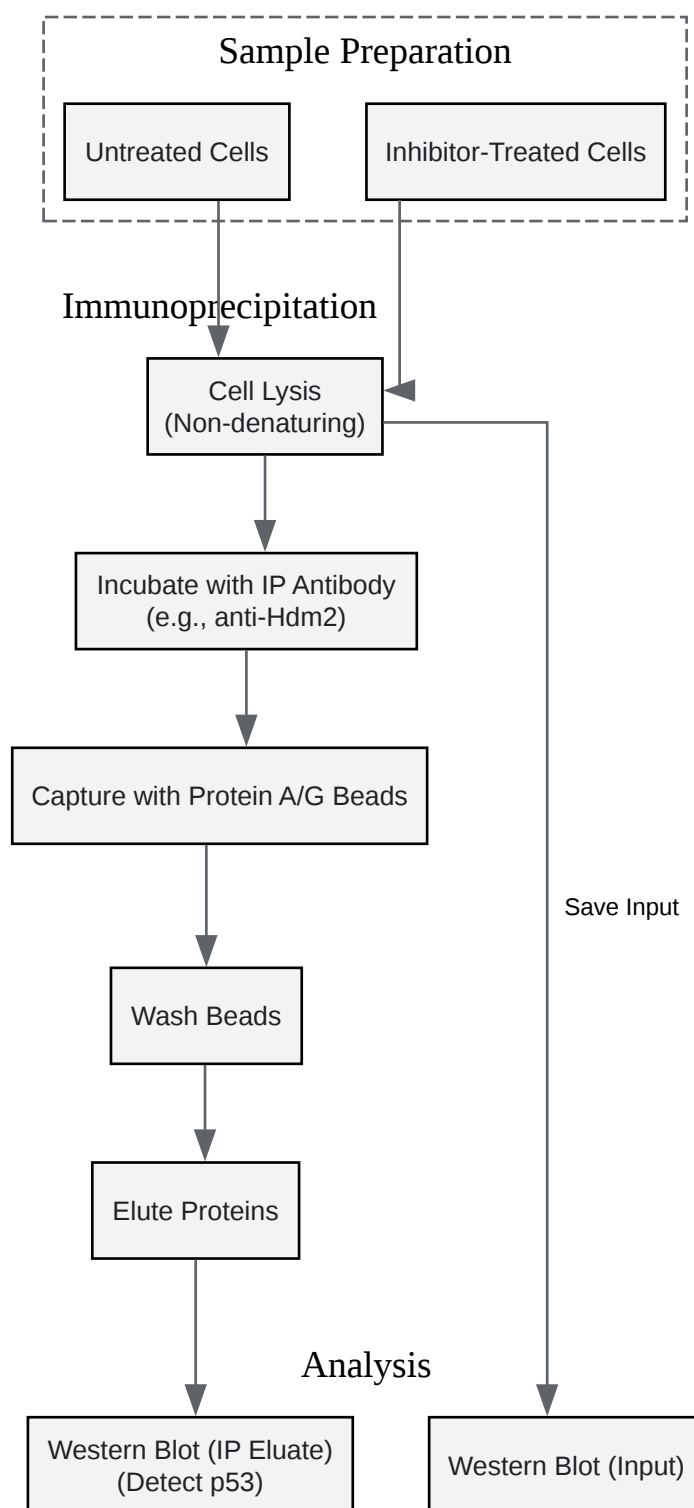 Sample Preparation
Untreated Cells
Inhibitor-Treated Cells
Immunoprecipitation
Cell Lysis
(Non-denaturing)
Incubate with IP Antibody
(e.g., anti-Hdm2)
Capture with Protein A/G Beads
Save Input
Wash Beads
Elute Proteins
Analysis
Western Blot (IP Eluate)
(Detect p53)
Western Blot (Input)